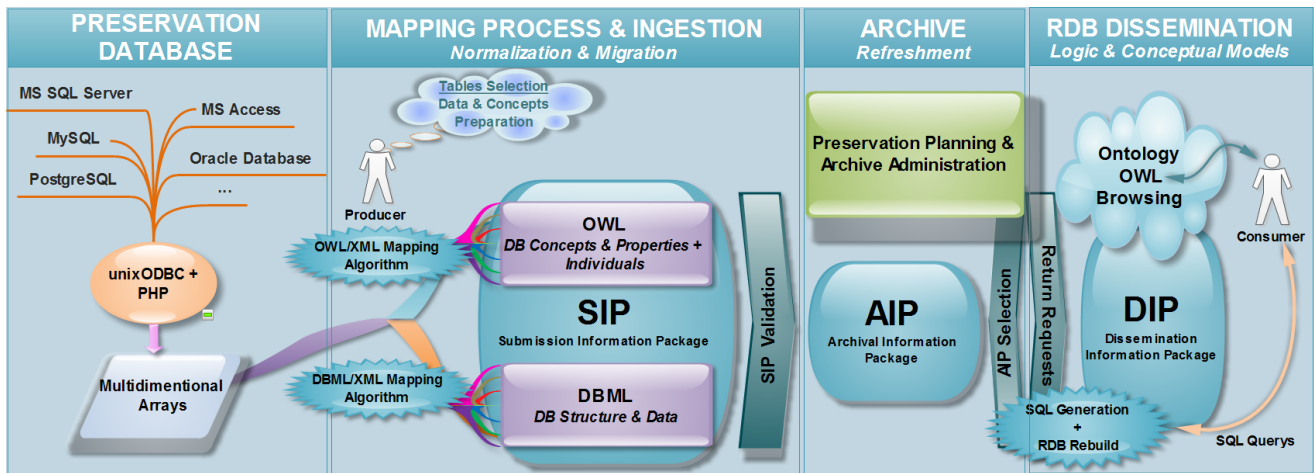 PRESERVATION
DATABASE
MS SQL Server
MS Access
MySQL
Oracle Database
PostgreSQL
...
unixODBC +
PHP
Multidimentional
Arrays
MAPPING PROCESS & INGESTION
Normalization & Migration
Tables Selection
Data & Concepts
Preparation
Producer
OWL/XML Mapping
Algorithm
OWL
DB Concepts & Properties +
Individuals
SIP
Submission Information Package
DBML/XML Mapping
Algorithm
DBML
DB Structure & Data
SIP Validation
ARCHIVE
Refreshment
Preservation Planning &
Archive Administration
AIP
Archival Information
Package
AIP Selection
Return Requests
RDB DISSEMINATION
Logic & Conceptual Models
Ontology
OWL
Browsing
Consumer
DIP
Dissemination
Information Package
SQL Generation
+
RDB Rebuild
SQL Querys